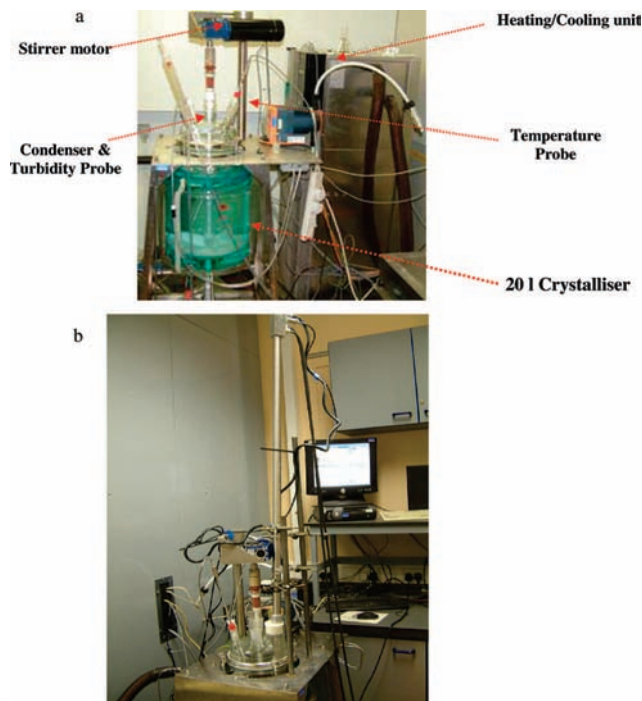 a
Heating/Cooling unit
Stirrer motor
Condenser &
Turbidity Probe
Temperature
Probe
20 l Crystalliser
b